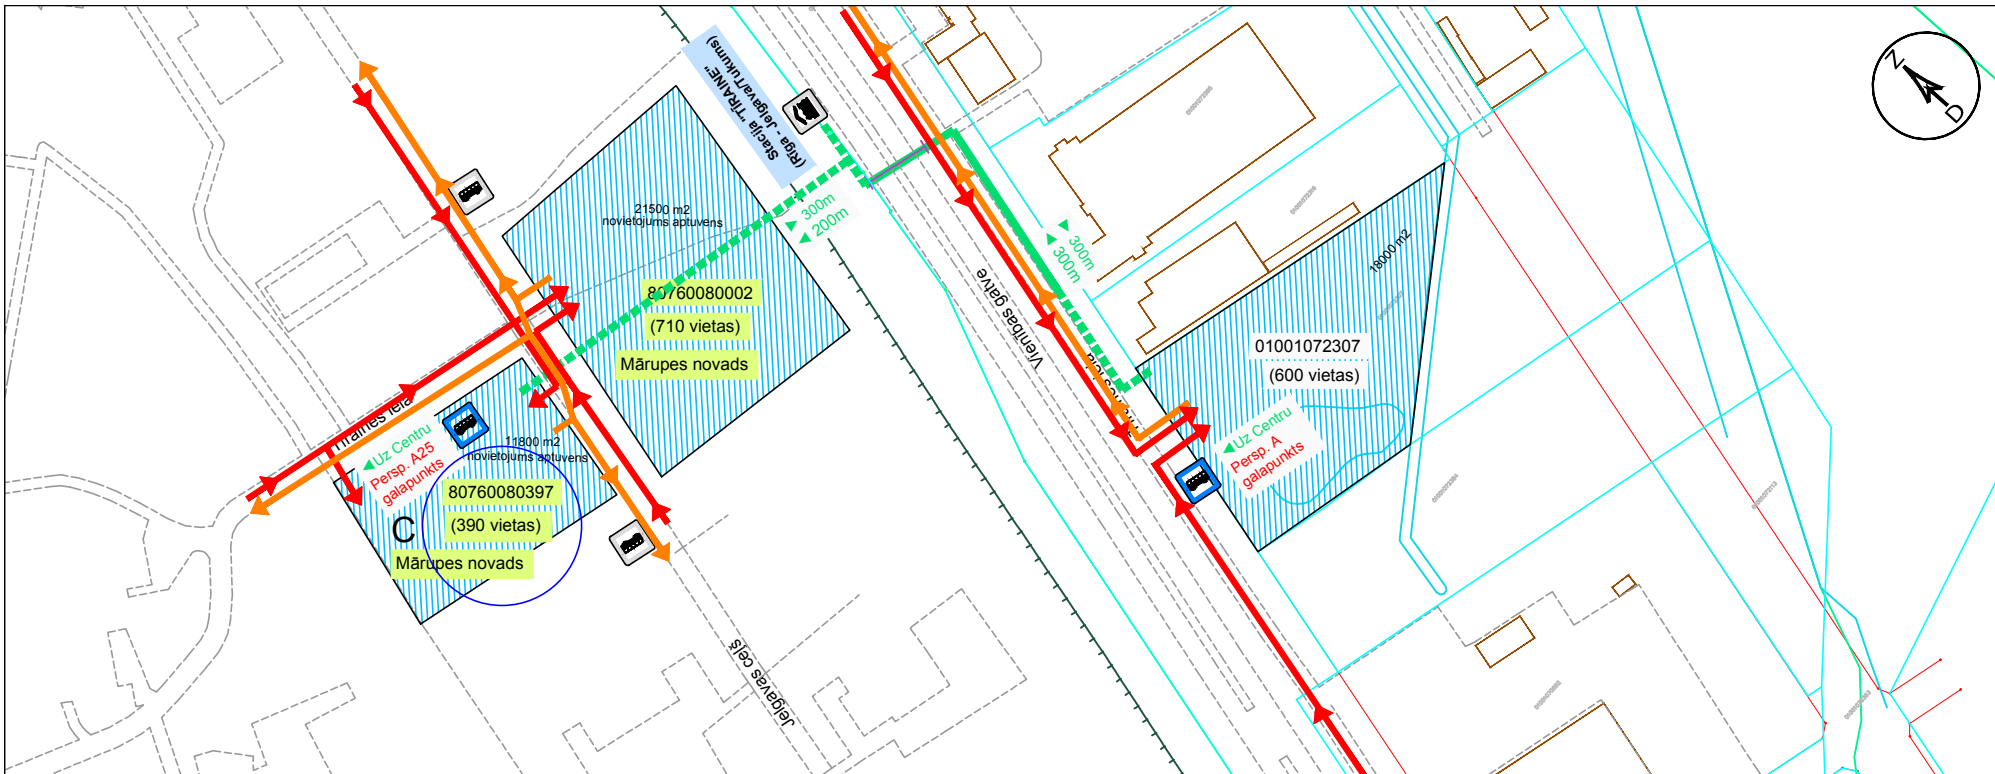 Stacija "TĪRAINE"
(Rīga - Jelgava/Tukums)
Z
D
21500 m2
novietojums aptuvens
80760080002
(710 vietas)
Mārupes novads
◄ 300m
◄ 200m
◄ 300m
◄ 300m
Vienības gatve
18000 m2
01001072307
(600 vietas)
◄Uz Centru
Persp. A
galapunkts
Tīraines iela
◄Uz Centru
Persp. A25
galapunkts
11800 m2
novietojums aptuvens
80760080397
(390 vietas)
C
Mārupes novads
Jelgavas ceļš